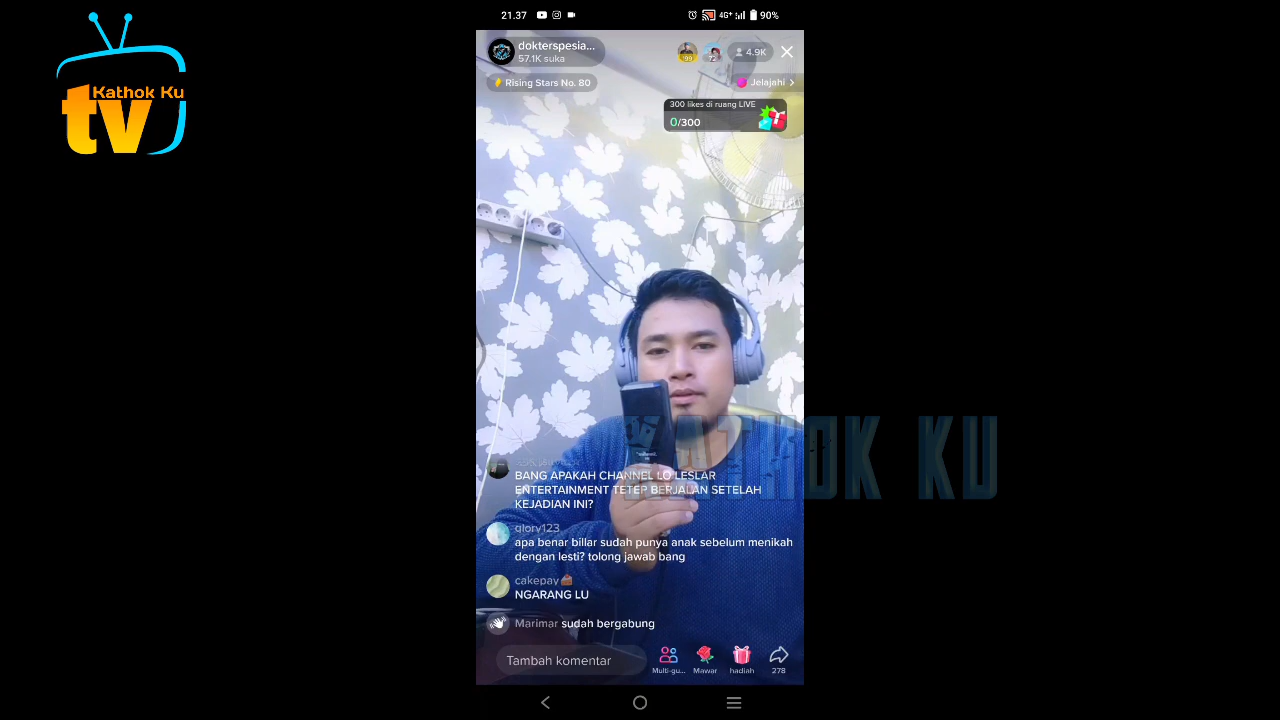 21.37
4G+
90%
Kathok Ku
tv
dokterspesia...
57.1K suka
99
72
4.9K
Rising Stars No. 80
Jelajahi
300 likes di ruang LIVE
0/300
KATHOK KU
BANG APAKAH CHANNEL LO LESLAR
ENTERTAINMENT TETEP BERJALAN SETELAH
KEJADIAN INI?
glory123
apa benar billar sudah punya anak sebelum menikah
dengan lesti? tolong jawab bang
cakepay
NGARANG LU
Marimar sudah bergabung
Tambah komentar
Multi-gu...
Mawar
hadiah
278